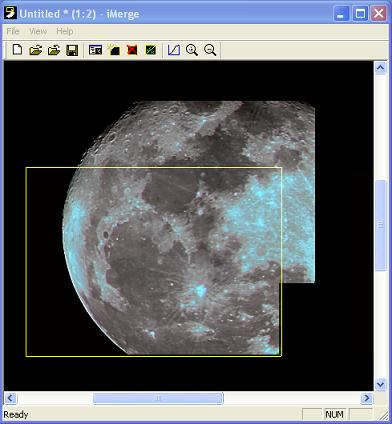 Untitled * (1:2) - iMerge
File View Help
Ready NUM